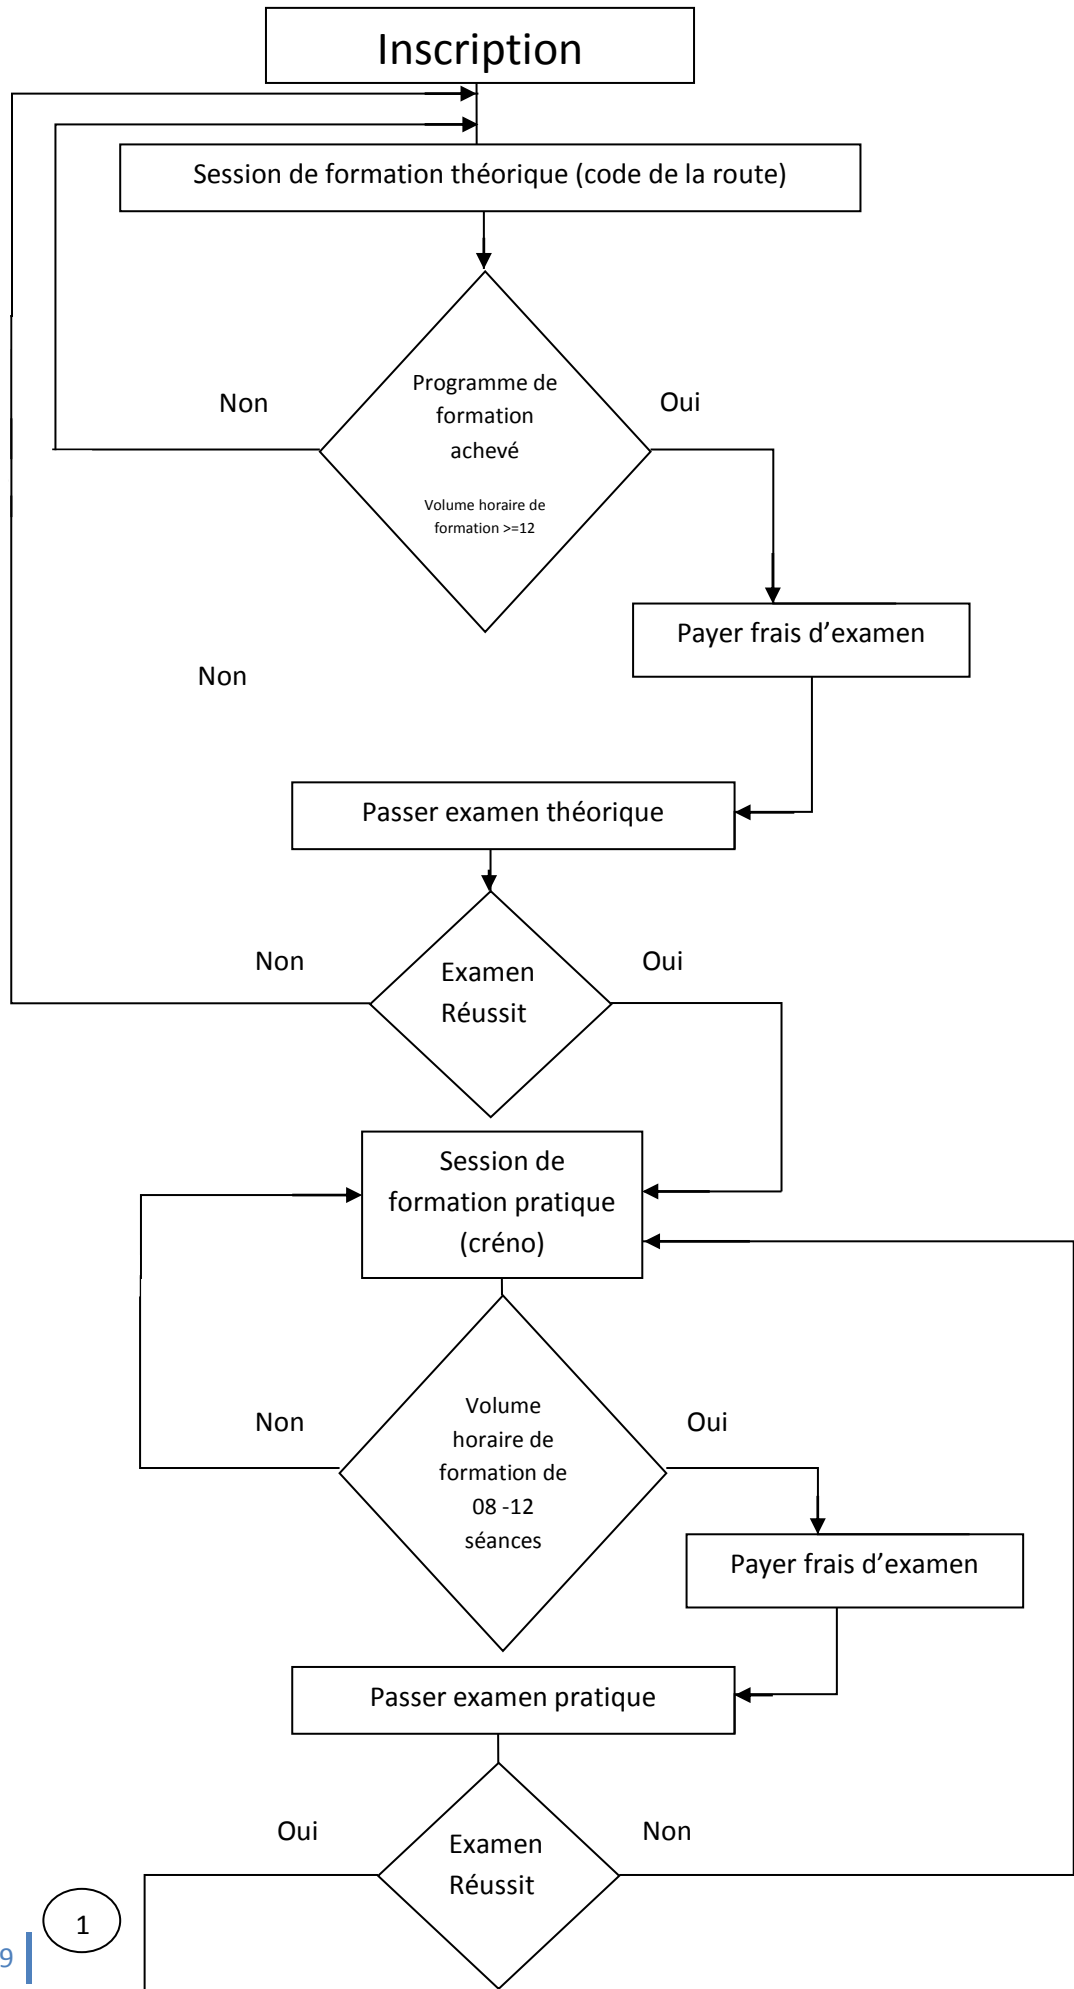 Inscription
Session de formation théorique (code de la route)
Non
Oui
Programme de
formation
achevé
Volume horaire de
formation >=12
Payer frais d’examen
Non
Passer examen théorique
Non
Oui
Examen
Réussit
Session de
formation pratique
(créno)
Non
Oui
Volume
horaire de
formation de
08 -12
séances
Payer frais d’examen
Passer examen pratique
Oui
Non
Examen
Réussit
1
9